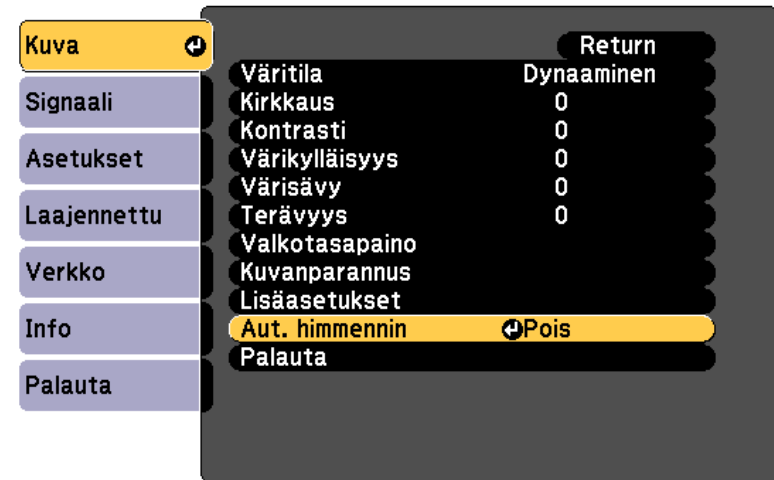 Kuva
Signaali
Asetukset
Laajennettu
Verkko
Info
Palauta
Return
Väritila Dynaaminen
Kirkkaus 0
Kontrasti 0
Värikylläisyys 0
Värisävy 0
Terävyys 0
Valkotasapaino
Kuvanparannus
Lisäasetukset
Aut. himmennin Pois
Palauta